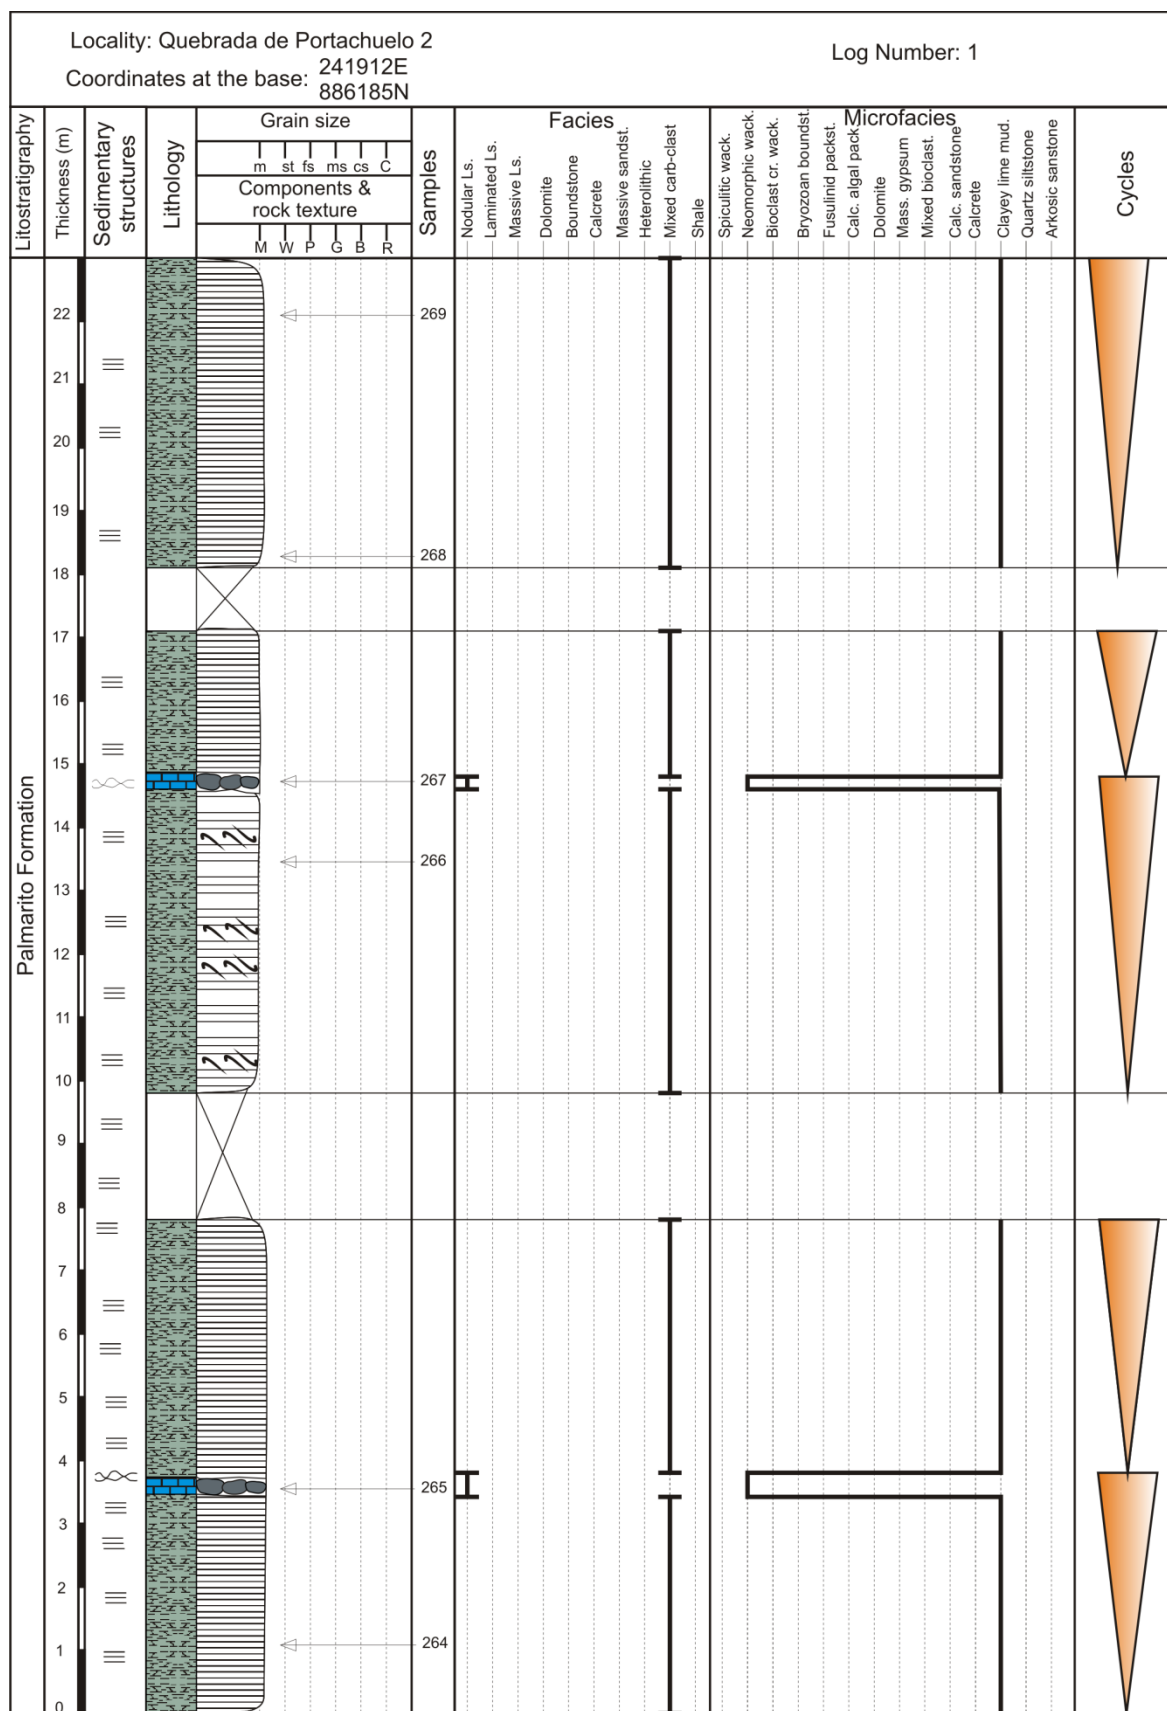 Locality: Quebrada de Portachuelo 2
Coordinates at the base: 241912E
886185N
Log Number: 1
Litostratigraphy
Thickness (m)
Sedimentary
structures
Lithology
Grain size
m st fs ms cs C
Components &
rock texture
M W P G B R
Samples
Facies
Nodular Ls.
Laminated Ls.
Massive Ls.
Dolomite
Boundstone
Calcrete
Massive sandst.
Heterolithic
Mixed carb-clast
Shale
Microfacies
Spiculitic wack.
Neomorphic wack.
Bioclast cr. wack.
Bryozoan boundst.
Fusulinid packst.
Calc. algal pack
Dolomite
Mass. gypsum
Mixed bioclast.
Calc. sandstone
Calcrete
Clayey lime mud.
Quartz siltstone
Arkosic sanstone
Cycles
Palmarito Formation
22
269
21
20
19
268
18
17
16
15
267
14
266
13
12
11
10
9
8
7
6
5
4
265
3
2
264
1
0